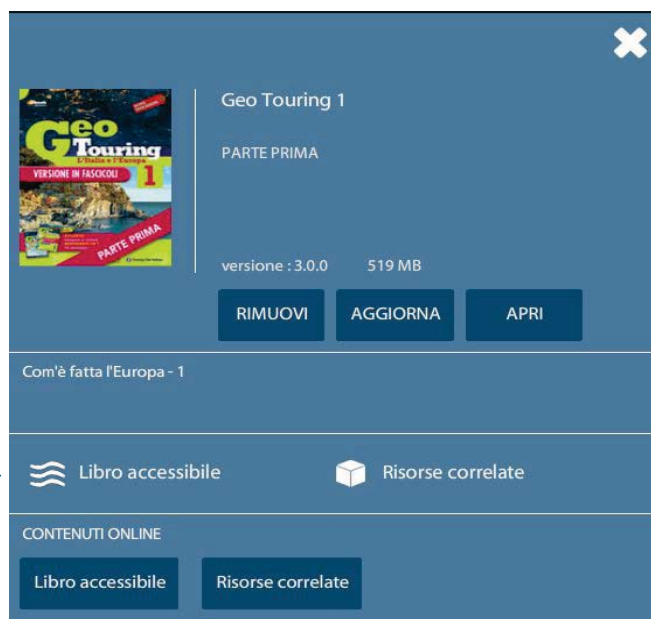 Geo Touring 1
PARTE PRIMA
Geo
Touring
L'Italia e l'Europa
VERSIONE IN FASCICOLI 1
PARTE PRIMA
versione : 3.0.0 519 MB
RIMUOVI AGGIORNA APRI
Com'è fatta l'Europa - 1
Libro accessibile Risorse correlate
CONTENUTI ONLINE
Libro accessibile Risorse correlate